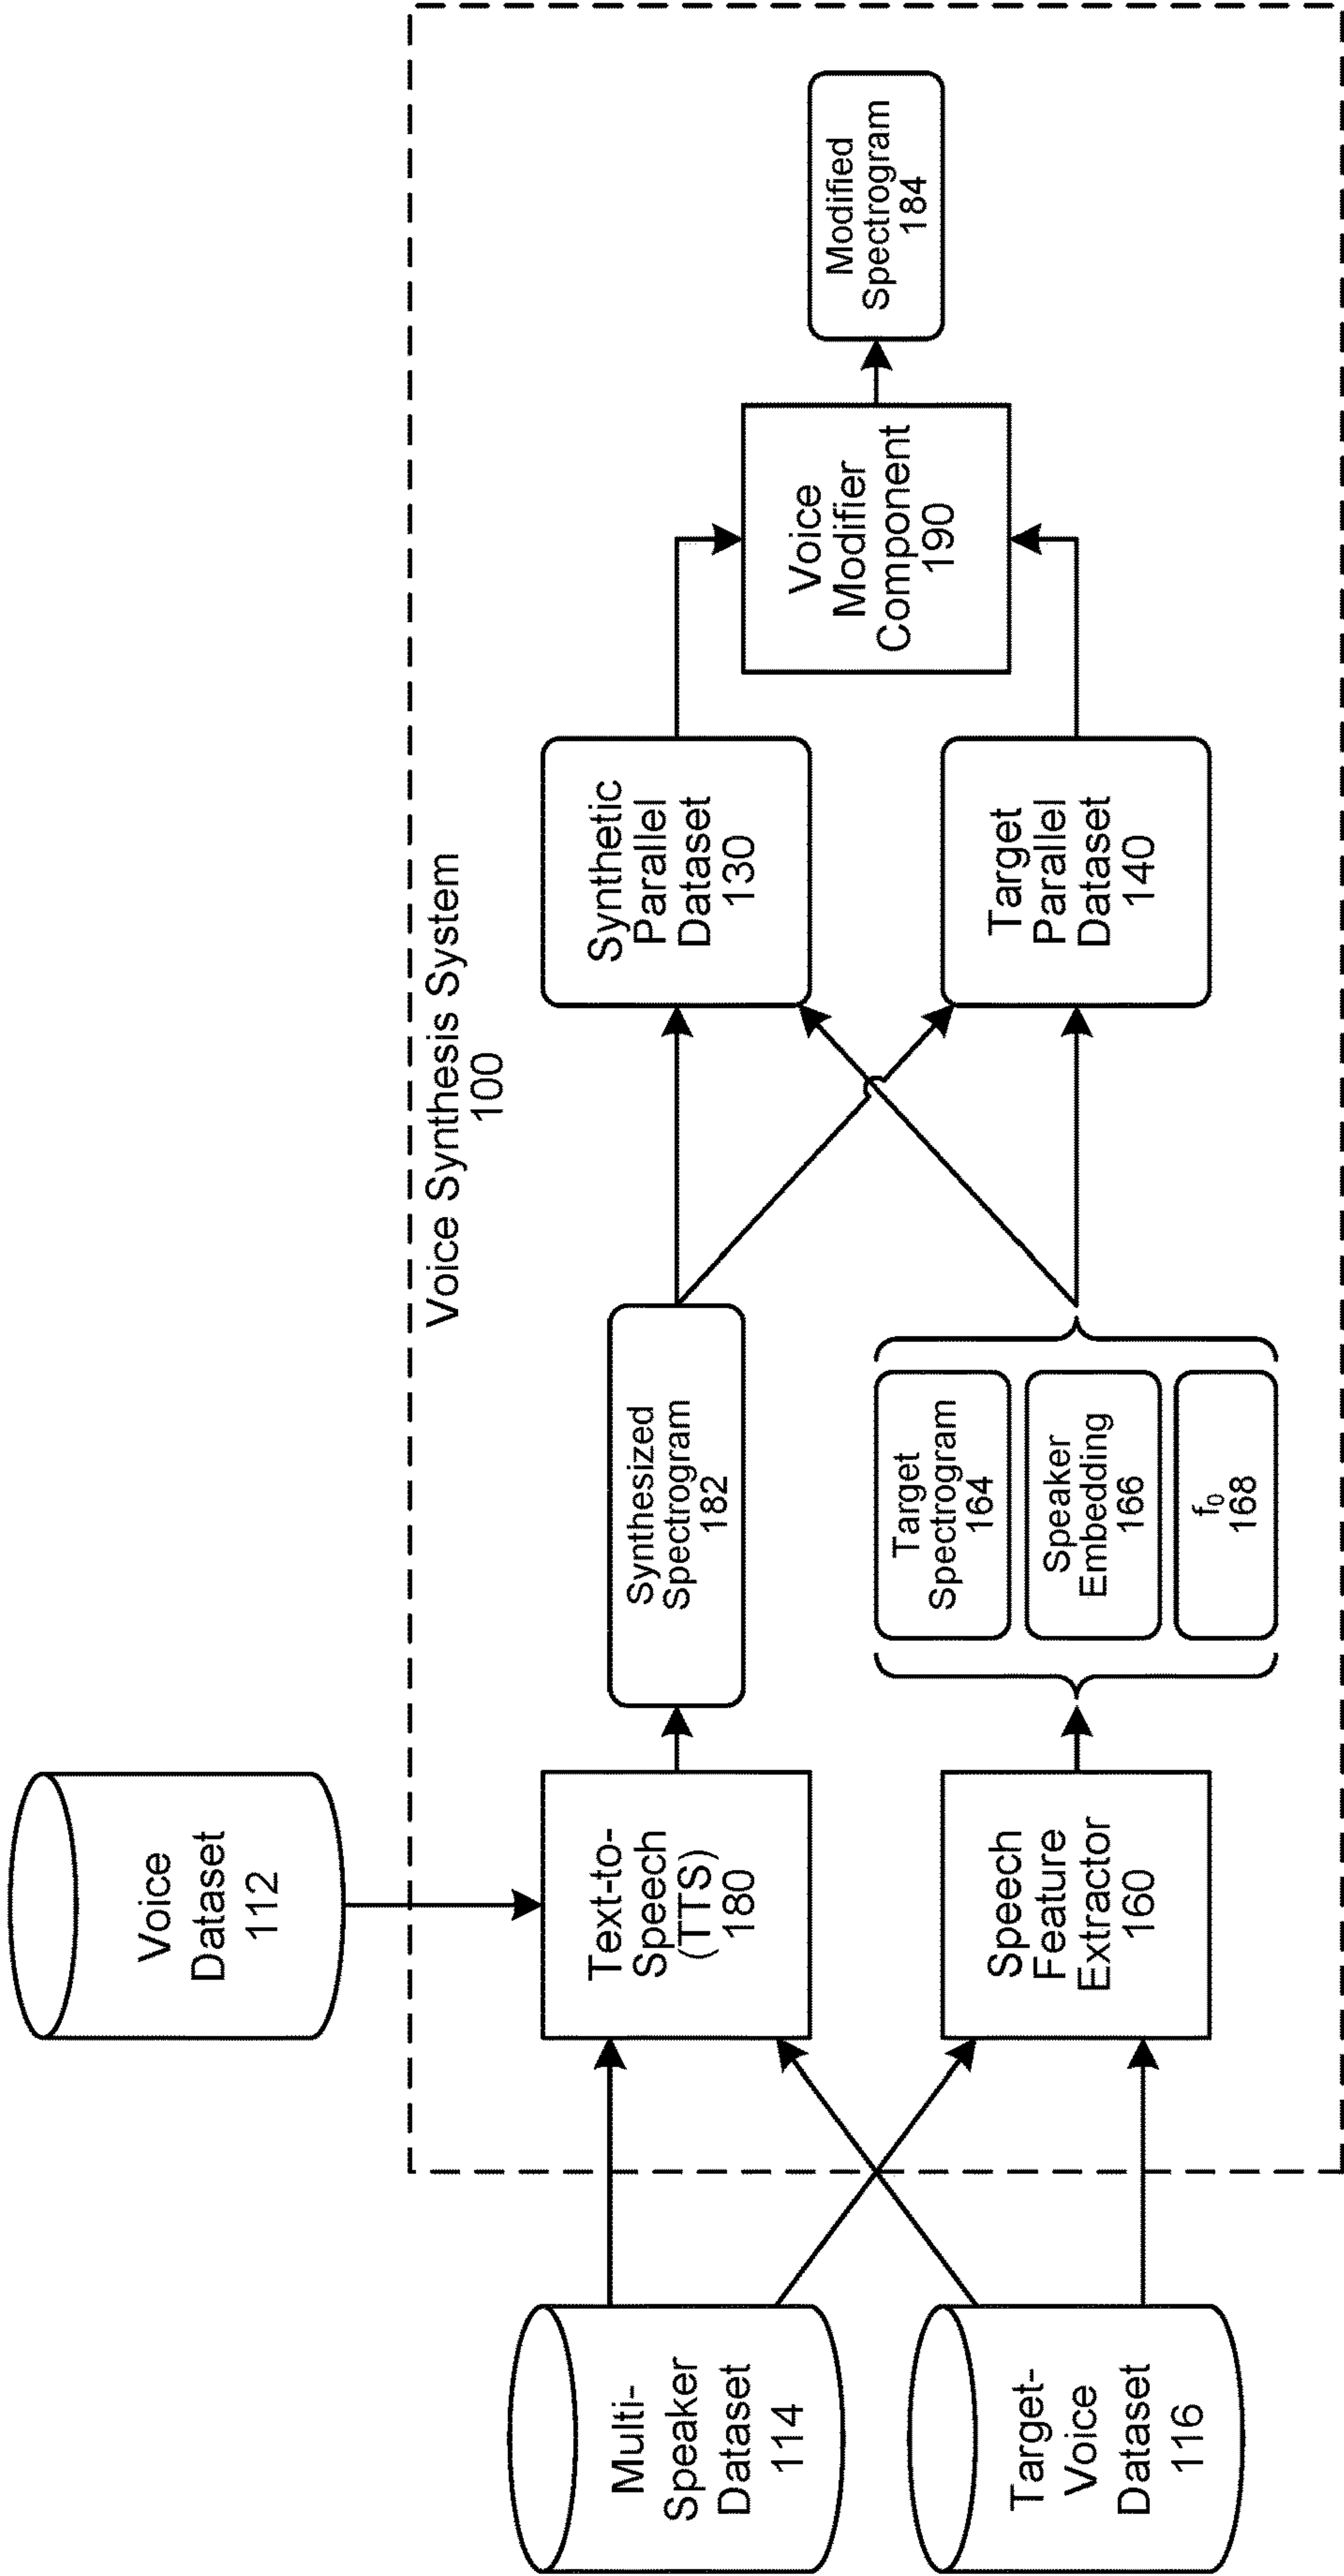 Voice
Dataset
112
Voice Synthesis System
100
Multi-
Speaker
Dataset
114
Text-to-
Speech
(TTS)
180
Synthesized
Spectrogram
182
Synthetic
Parallel
Dataset
130
Voice
Modifier
Component
190
Modified
Spectrogram
184
Target-
Voice
Dataset
116
Speech
Feature
Extractor
160
Target
Spectrogram
164
Speaker
Embedding
166
f₀
168
Target
Parallel
Dataset
140